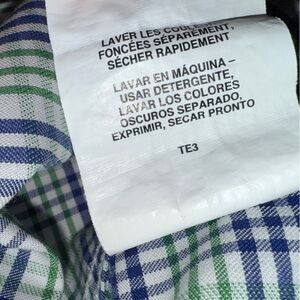 LAVER LES COULEURS
FONCÉES SÉPARÉMENT,
SÉCHER RAPIDEMENT
LAVAR EN MÁQUINA –
USAR DETERGENTE,
LAVAR LOS COLORES
OSCUROS SEPARADO,
EXPRIMIR, SECAR PRONTO
TE3